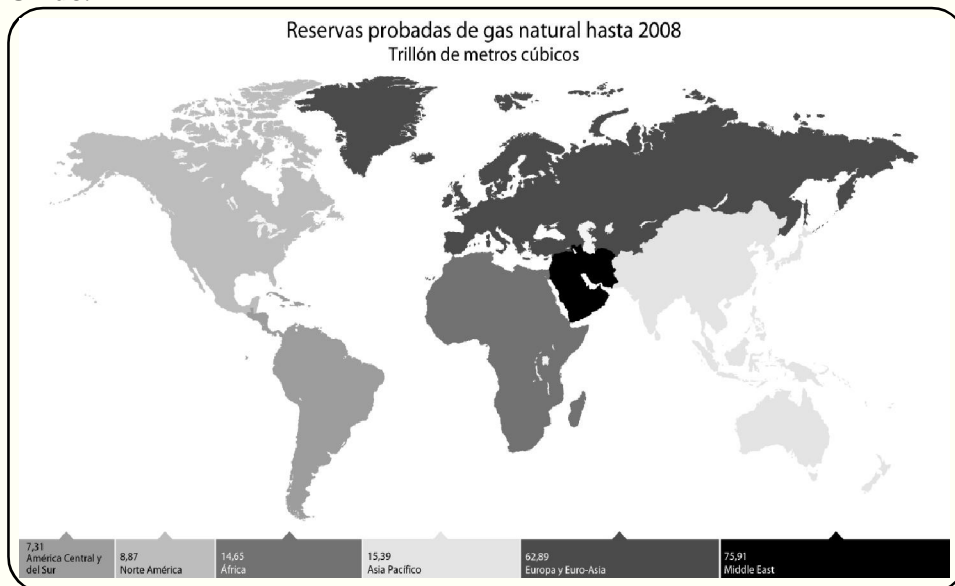 Reservas probadas de gas natural hasta 2008
Trillón de metros cúbicos
7,31
América Central y
del Sur
8,87
Norte América
14,65
África
15,39
Asia Pacífico
62,89
Europa y Euro-Asia
75,91
Middle East